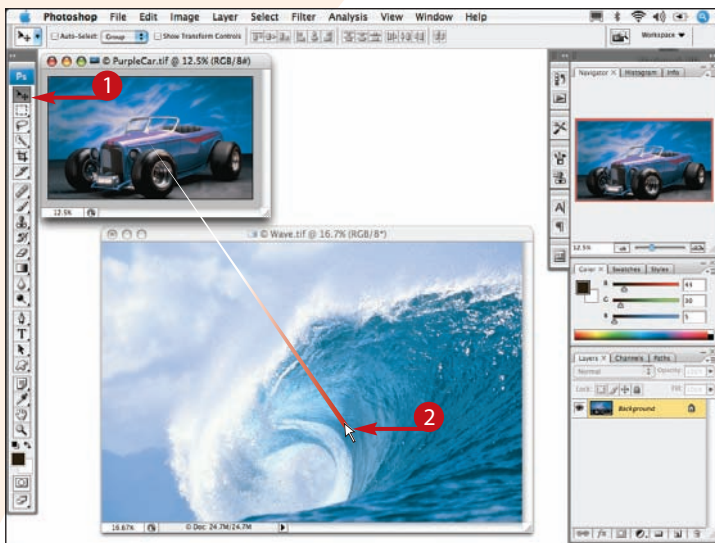 Photoshop File Edit Image Layer Select Filter Analysis View Window Help
Auto-Select: Group Show Transform Controls
Workspace
© PurpleCar.tif @ 12.5% (RGB/8#)
Ps
1
12.5%
© Wave.tif @ 16.7% (RGB/8*)
2
16.67% © Doc: 24.7M/24.7M
Navigator × Histogram Info
12.5%
Color × Swatches Styles
R
G 30
B 5
Layers × Channels Paths
Normal Opacity:
Lock: Fill:
Background
fx
A
T